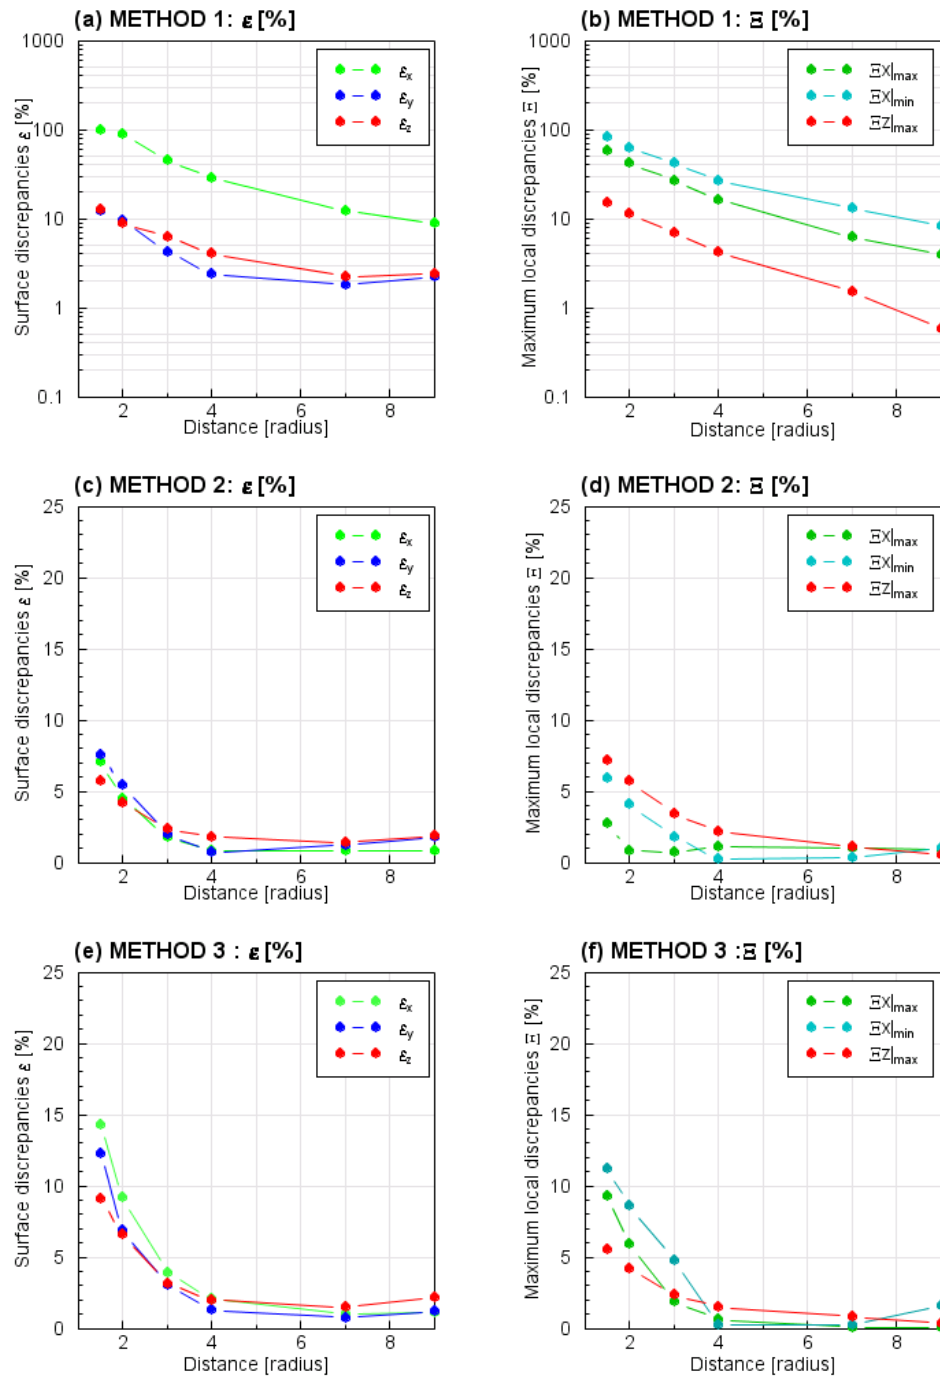 (a) METHOD 1: ε [%]
1000
100
10
1
0.1
Surface discrepancies ε [%]
εx
εy
εz
2 4 6 8
Distance [radius]
(b) METHOD 1: Ξ [%]
1000
100
10
1
0.1
Maximum local discrepancies Ξ [%]
ΞX|max
ΞX|min
ΞZ|max
2 4 6 8
Distance [radius]
(c) METHOD 2: ε [%]
25
20
15
10
5
0
Surface discrepancies ε [%]
εx
εy
εz
2 4 6 8
Distance [radius]
(d) METHOD 2: Ξ [%]
25
20
15
10
5
0
Maximum local discrepancies Ξ [%]
ΞX|max
ΞX|min
ΞZ|max
2 4 6 8
Distance [radius]
(e) METHOD 3 : ε [%]
25
20
15
10
5
0
Surface discrepancies ε [%]
εx
εy
εz
2 4 6 8
Distance [radius]
(f) METHOD 3 :Ξ [%]
25
20
15
10
5
0
Maximum local discrepancies Ξ [%]
ΞX|max
ΞX|min
ΞZ|max
2 4 6 8
Distance [radius]